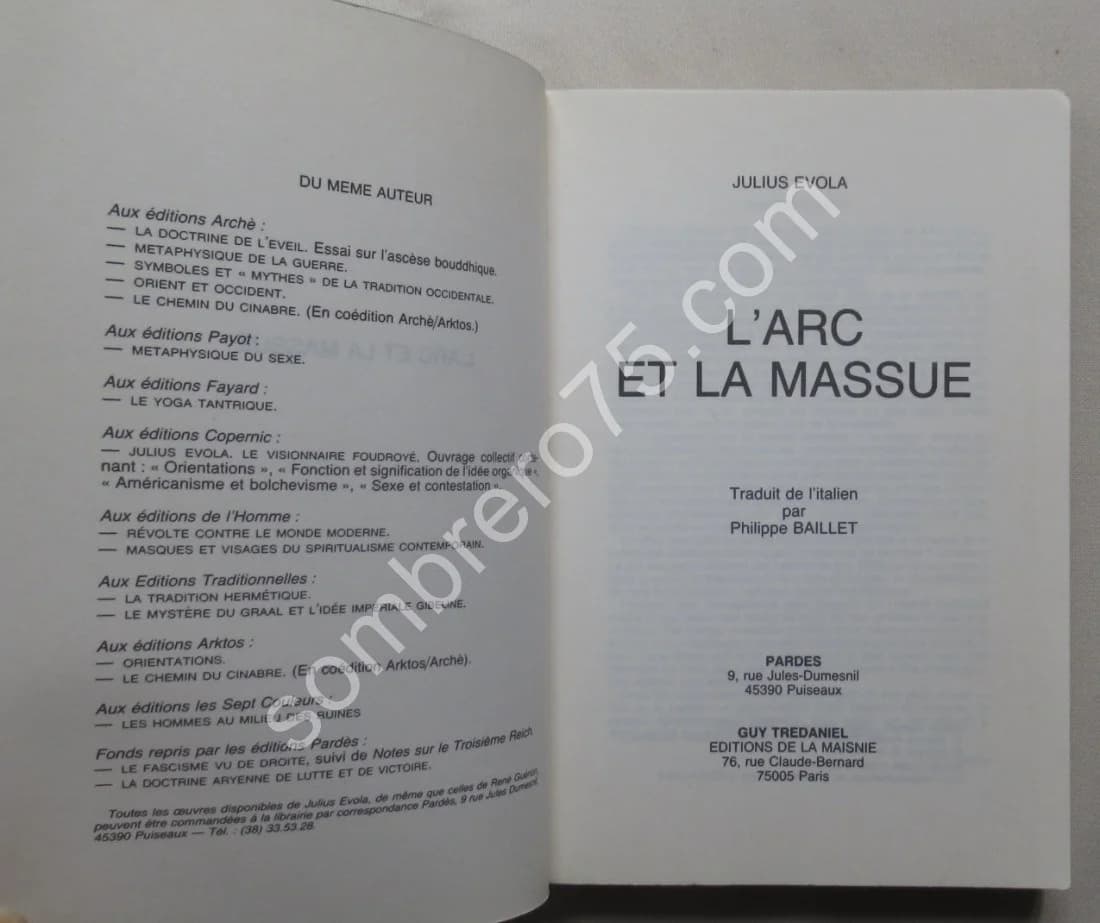 DU MEME AUTEUR
Aux éditions Archè :
— LA DOCTRINE DE L'EVEIL. Essai sur l'ascèse bouddhique.
— METAPHYSIQUE DE LA GUERRE.
— SYMBOLES ET « MYTHES » DE LA TRADITION OCCIDENTALE.
— ORIENT ET OCCIDENT.
— LE CHEMIN DU CINABRE. (En coédition Archè/Arktos.)
Aux éditions Payot :
— METAPHYSIQUE DU SEXE.
Aux éditions Fayard :
— LE YOGA TANTRIQUE.
Aux éditions Copernic :
— JULIUS EVOLA. LE VISIONNAIRE FOUDROYÉ. Ouvrage collectif
nant : « Orientations », « Fonction et signification de l'idée organique »,
« Américanisme et bolchevisme », « Sexe et contestation ».
Aux éditions de l'Homme :
— RÉVOLTE CONTRE LE MONDE MODERNE.
— MASQUES ET VISAGES DU SPIRITUALISME CONTEMPORAIN.
Aux Editions Traditionnelles :
— LA TRADITION HERMÉTIQUE.
— LE MYSTÈRE DU GRAAL ET L'IDÉE IMPÉRIALE GIBELINE.
Aux éditions Arktos :
— ORIENTATIONS.
— LE CHEMIN DU CINABRE. (En coédition Arktos/Archè).
Aux éditions les Sept Couleurs :
— LES HOMMES AU MILIEU DES RUINES
Fonds repris par les éditions Pardès :
— LE FASCISME VU DE DROITE, suivi de Notes sur le Troisième Reich.
— LA DOCTRINE ARYENNE DE LUTTE ET DE VICTOIRE.
Toutes les œuvres disponibles de Julius Evola, de même que celles de René Guénon,
peuvent être commandées à la librairie par correspondance Pardès, 9 rue Jules Dumesnil,
45390 Puiseaux — Tél. : (38) 33.53.28.
JULIUS EVOLA
L'ARC
ET LA MASSUE
Traduit de l'italien
par
Philippe BAILLET
PARDES
9, rue Jules-Dumesnil
45390 Puiseaux
GUY TREDANIEL
EDITIONS DE LA MAISNIE
76, rue Claude-Bernard
75005 Paris
sombrero75.com